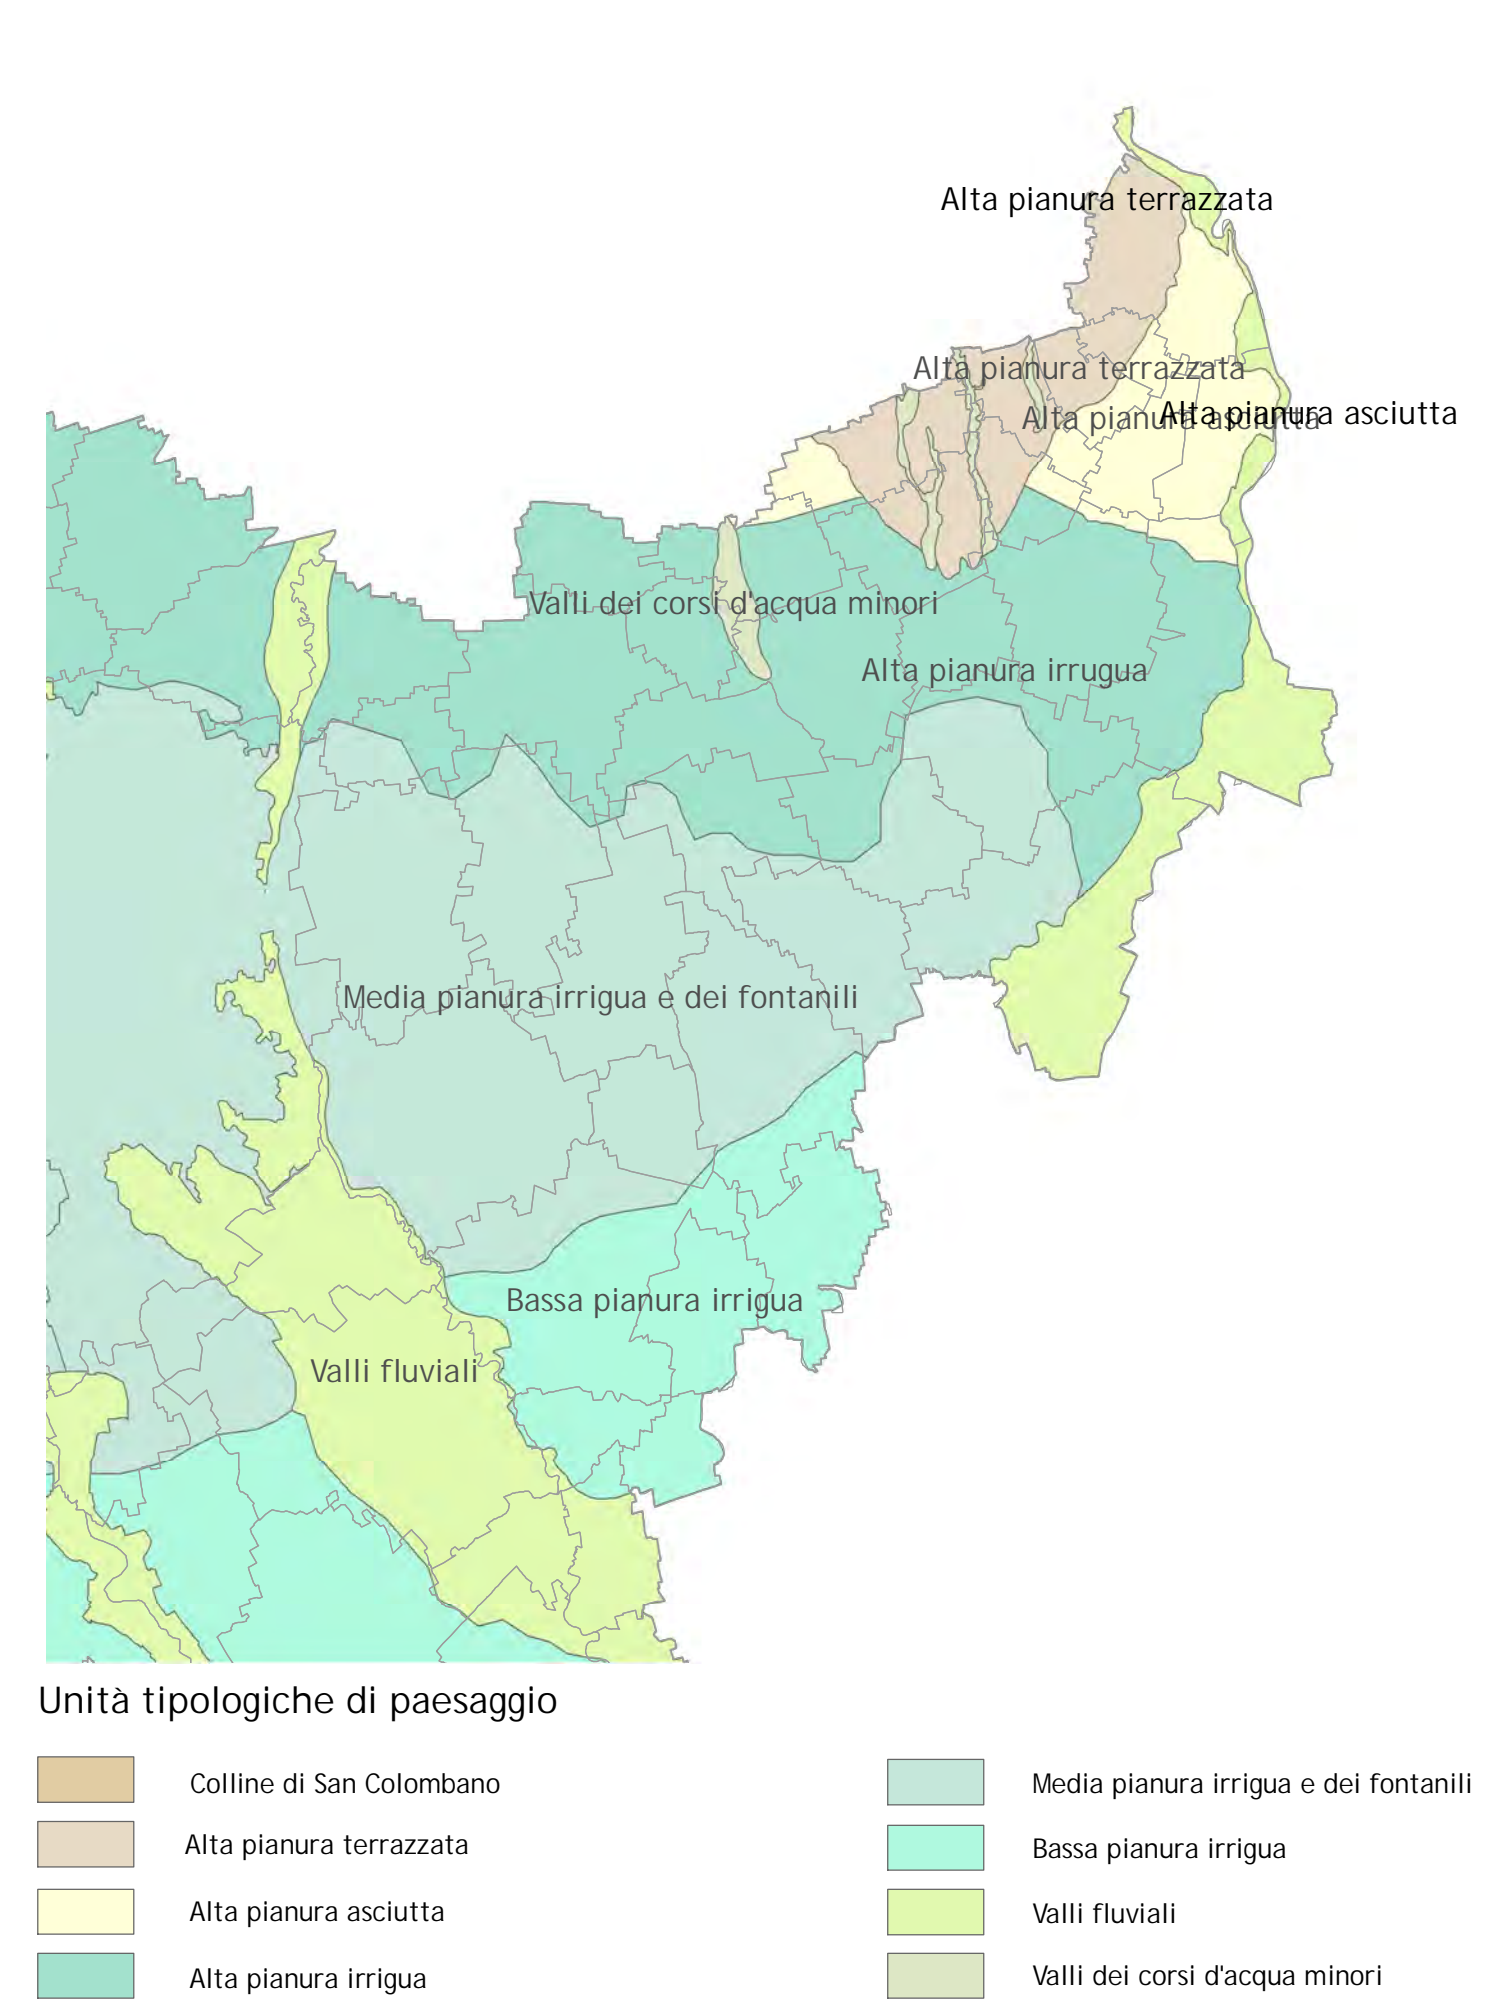 Alta pianura terrazzata
Alta pianura terrazzata
Alta pianura asciutta
Alta pianura asciutta
Valli dei corsi d'acqua minori
Alta pianura irrugua
Media pianura irrigua e dei fontanili
Bassa pianura irrigua
Valli fluviali
Unità tipologiche di paesaggio
Colline di San Colombano
Alta pianura terrazzata
Alta pianura asciutta
Alta pianura irrigua
Media pianura irrigua e dei fontanili
Bassa pianura irrigua
Valli fluviali
Valli dei corsi d'acqua minori